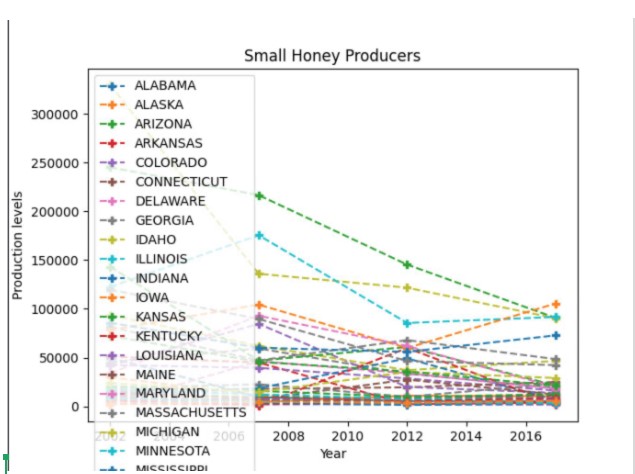 Small Honey Producers
Production levels
300000
250000
200000
150000
100000
50000
0
ALABAMA
ALASKA
ARIZONA
ARKANSAS
COLORADO
CONNECTICUT
DELAWARE
GEORGIA
IDAHO
ILLINOIS
INDIANA
IOWA
KANSAS
KENTUCKY
LOUISIANA
MAINE
MARYLAND
MASSACHUSETTS
MICHIGAN
MINNESOTA
MISSISSIPPI
2002 2004 2006 2008 2010 2012 2014 2016
Year